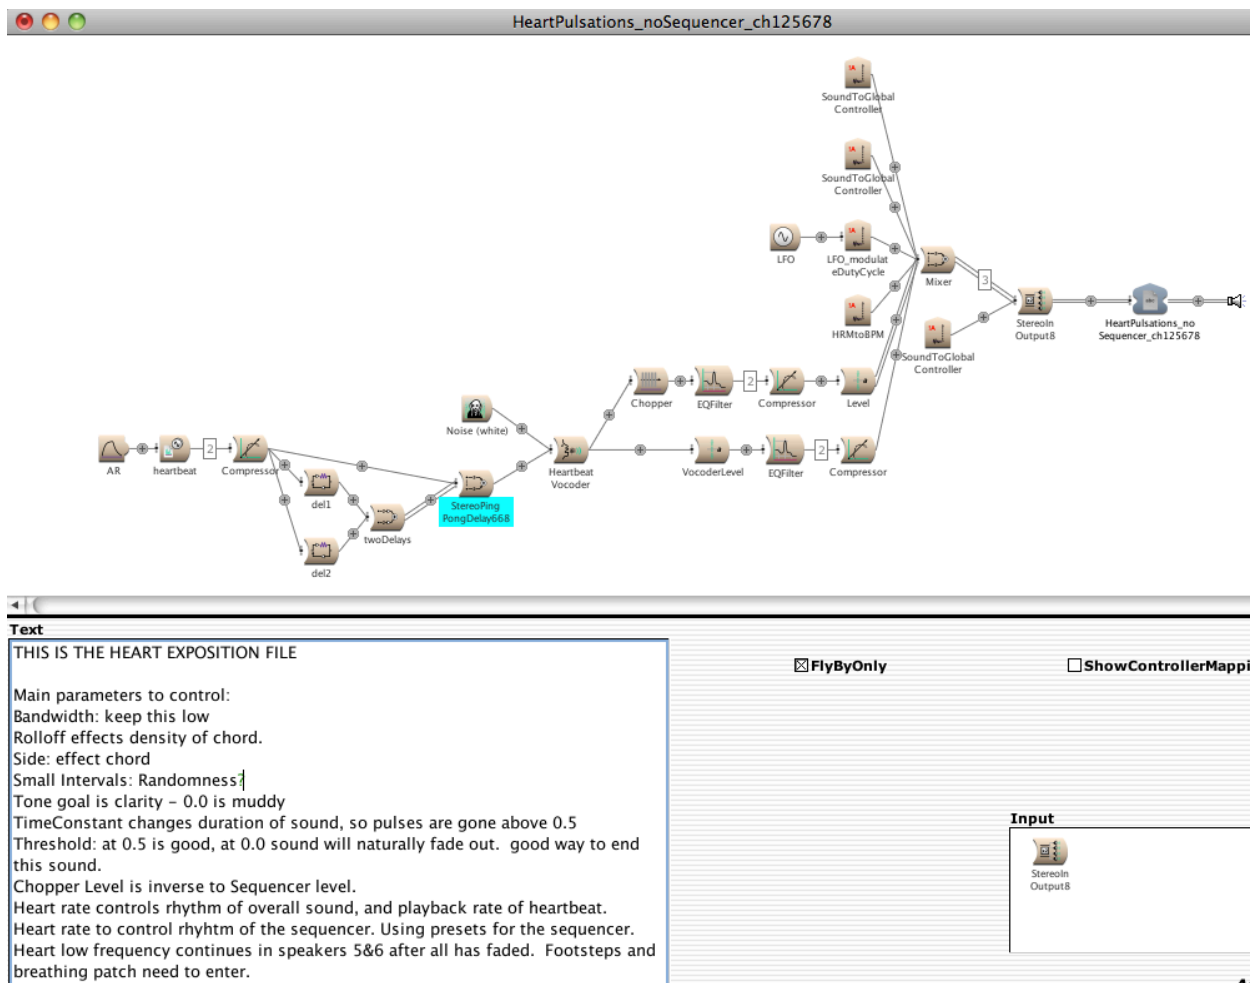 HeartPulsations_noSequencer_ch125678
SoundToGlobal
Controller
SoundToGlobal
Controller
LFO
LFO_modulat
eDutyCycle
Mixer
3
HRMtoBPM
SoundToGlobal
Controller
StereoIn
Output8
HeartPulsations_no
Sequencer_ch125678
Chopper
EQFilter
2
Compressor
Level
Noise (white)
AR
heartbeat
2
Compressor
Heartbeat
Vocoder
VocoderLevel
EQFilter
2
Compressor
del1
StereoPing
PongDelay668
twoDelays
del2
Text
THIS IS THE HEART EXPOSITION FILE
Main parameters to control:
Bandwidth: keep this low
Rolloff effects density of chord.
Side: effect chord
Small Intervals: Randomness?
Tone goal is clarity – 0.0 is muddy
TimeConstant changes duration of sound, so pulses are gone above 0.5
Threshold: at 0.5 is good, at 0.0 sound will naturally fade out.  good way to end
this sound.
Chopper Level is inverse to Sequencer level.
Heart rate controls rhythm of overall sound, and playback rate of heartbeat.
Heart rate to control rhyhtm of the sequencer. Using presets for the sequencer.
Heart low frequency continues in speakers 5&6 after all has faded.  Footsteps and
breathing patch need to enter.
FlyByOnly
ShowControllerMappi
Input
StereoIn
Output8